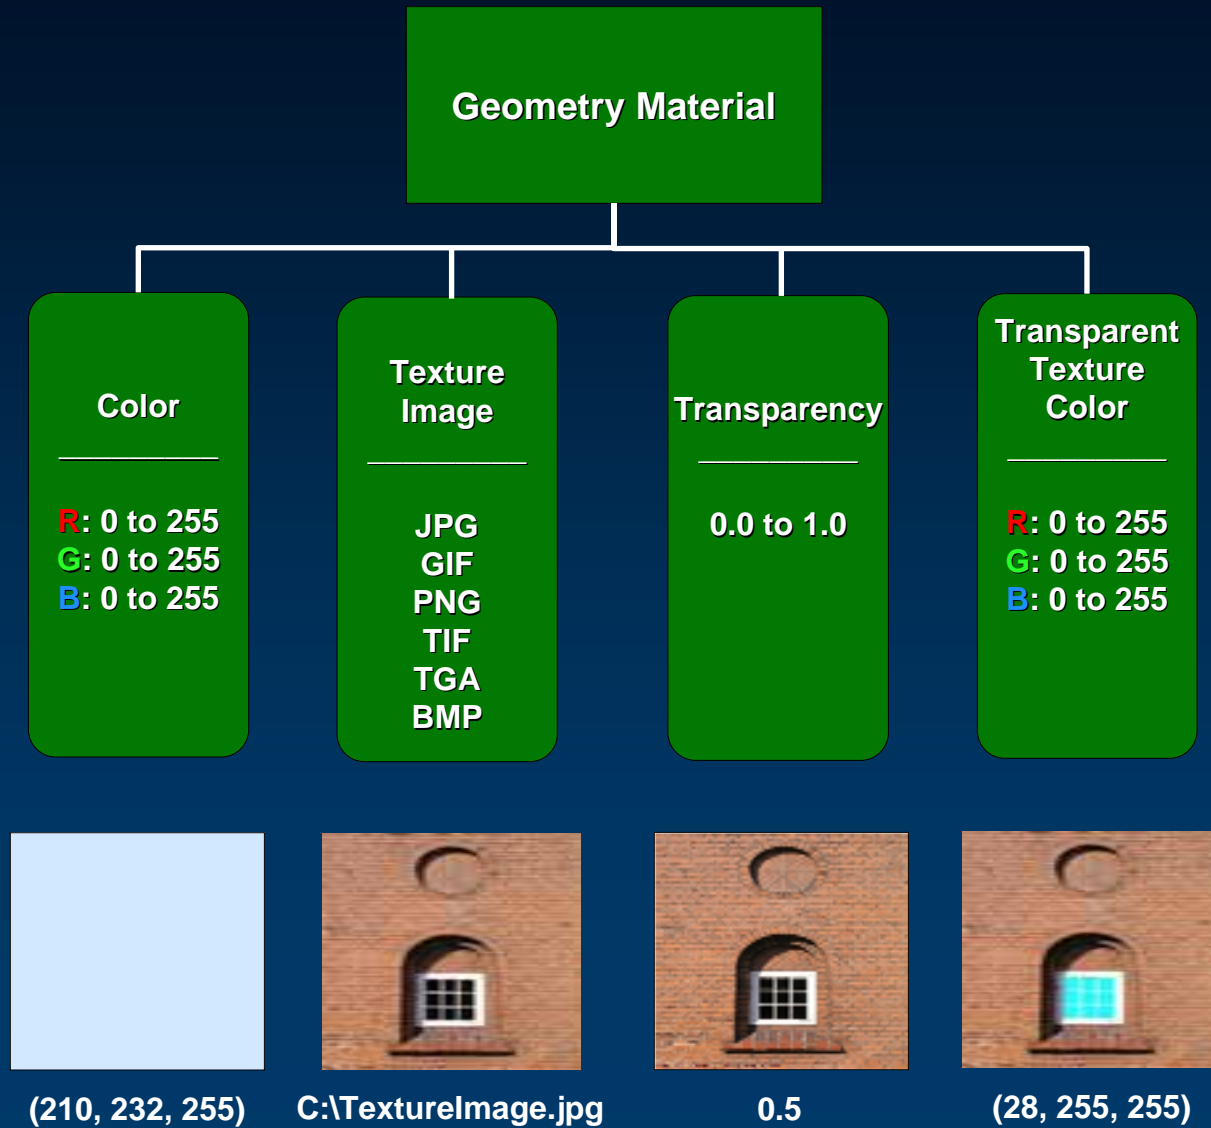 Geometry Material
Color
R: 0 to 255
G: 0 to 255
B: 0 to 255
Texture
Image
JPG
GIF
PNG
TIF
TGA
BMP
Transparency
0.0 to 1.0
Transparent
Texture
Color
R: 0 to 255
G: 0 to 255
B: 0 to 255
(210, 232, 255)
C:\TextureImage.jpg
0.5
(28, 255, 255)